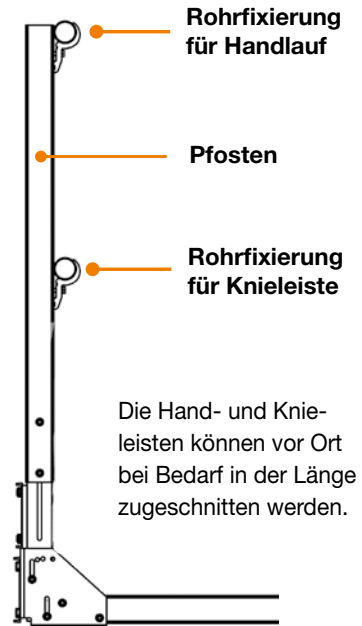 Rohrfixierung
für Handlauf
Pfosten
Rohrfixierung
für Knieleiste
Die Hand- und Knie-
leisten können vor Ort
bei Bedarf in der Länge
zugeschnitten werden.